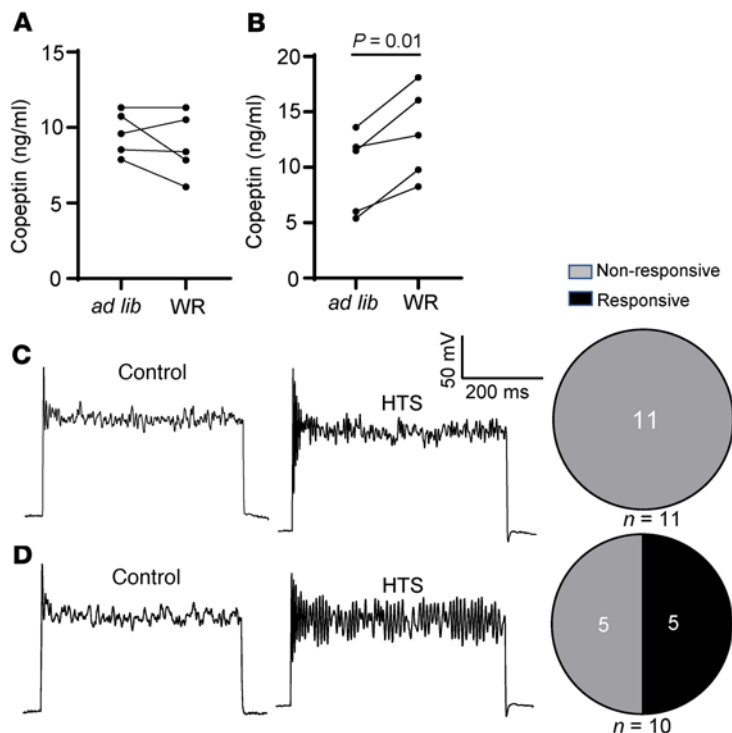 A
15
10
5
0
Copeptin (ng/ml)
ad lib
WR
B
P = 0.01
20
15
10
5
0
Copeptin (ng/ml)
ad lib
WR
Non-responsive
Responsive
C
Control
HTS
50 mV
200 ms
11
n = 11
D
Control
HTS
5
5
n = 10